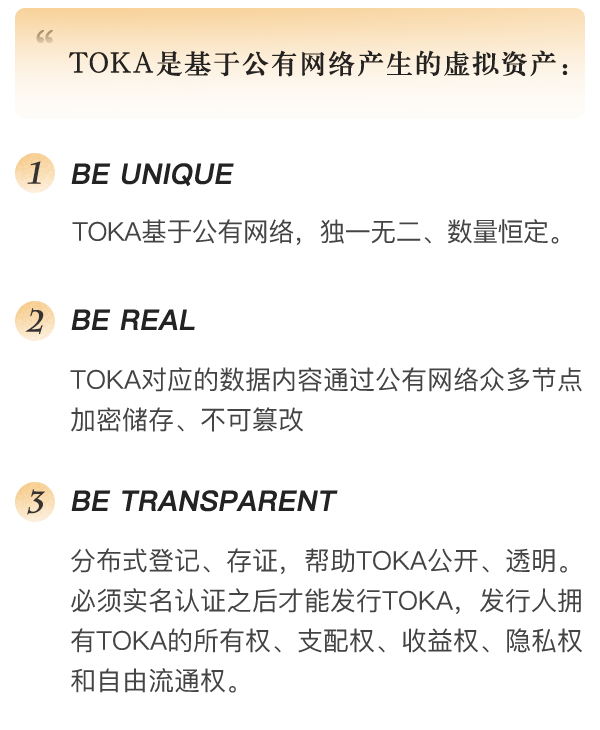 “
TOKA是基于公有网络产生的虚拟资产：
1 BE UNIQUE
TOKA基于公有网络，独一无二、数量恒定。
2 BE REAL
TOKA对应的数据内容通过公有网络众多节点
加密储存、不可篡改
3 BE TRANSPARENT
分布式登记、存证，帮助TOKA公开、透明。
必须实名认证之后才能发行TOKA，发行人拥
有TOKA的所有权、支配权、收益权、隐私权
和自由流通权。